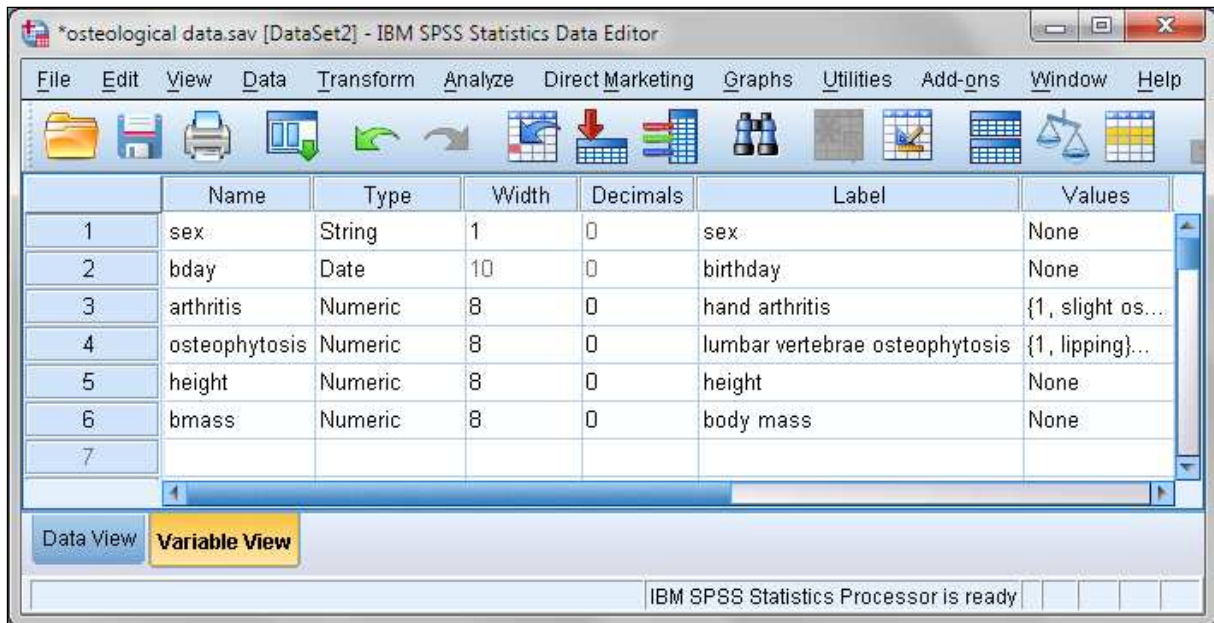 *osteological data.sav [DataSet2] - IBM SPSS Statistics Data Editor
File Edit View Data Transform Analyze Direct Marketing Graphs Utilities Add-ons Window Help
Name Type Width Decimals Label Values
1 sex String 1 0 sex None
2 bday Date 10 0 birthday None
3 arthritis Numeric 8 0 hand arthritis {1, slight os...
4 osteophytosis Numeric 8 0 lumbar vertebrae osteophytosis {1, lipping}...
5 height Numeric 8 0 height None
6 bmass Numeric 8 0 body mass None
7
Data View Variable View
IBM SPSS Statistics Processor is ready